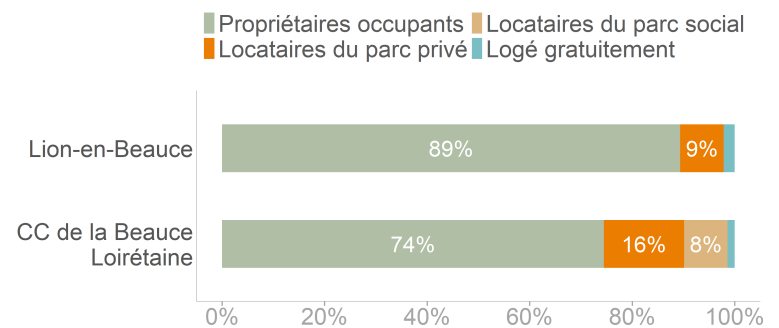 Propriétaires occupants Locataires du parc social
Locataires du parc privé Logé gratuitement
Lion-en-Beauce 89% 9%
CC de la Beauce
Loirétaine 74% 16% 8%
0% 20% 40% 60% 80% 100%